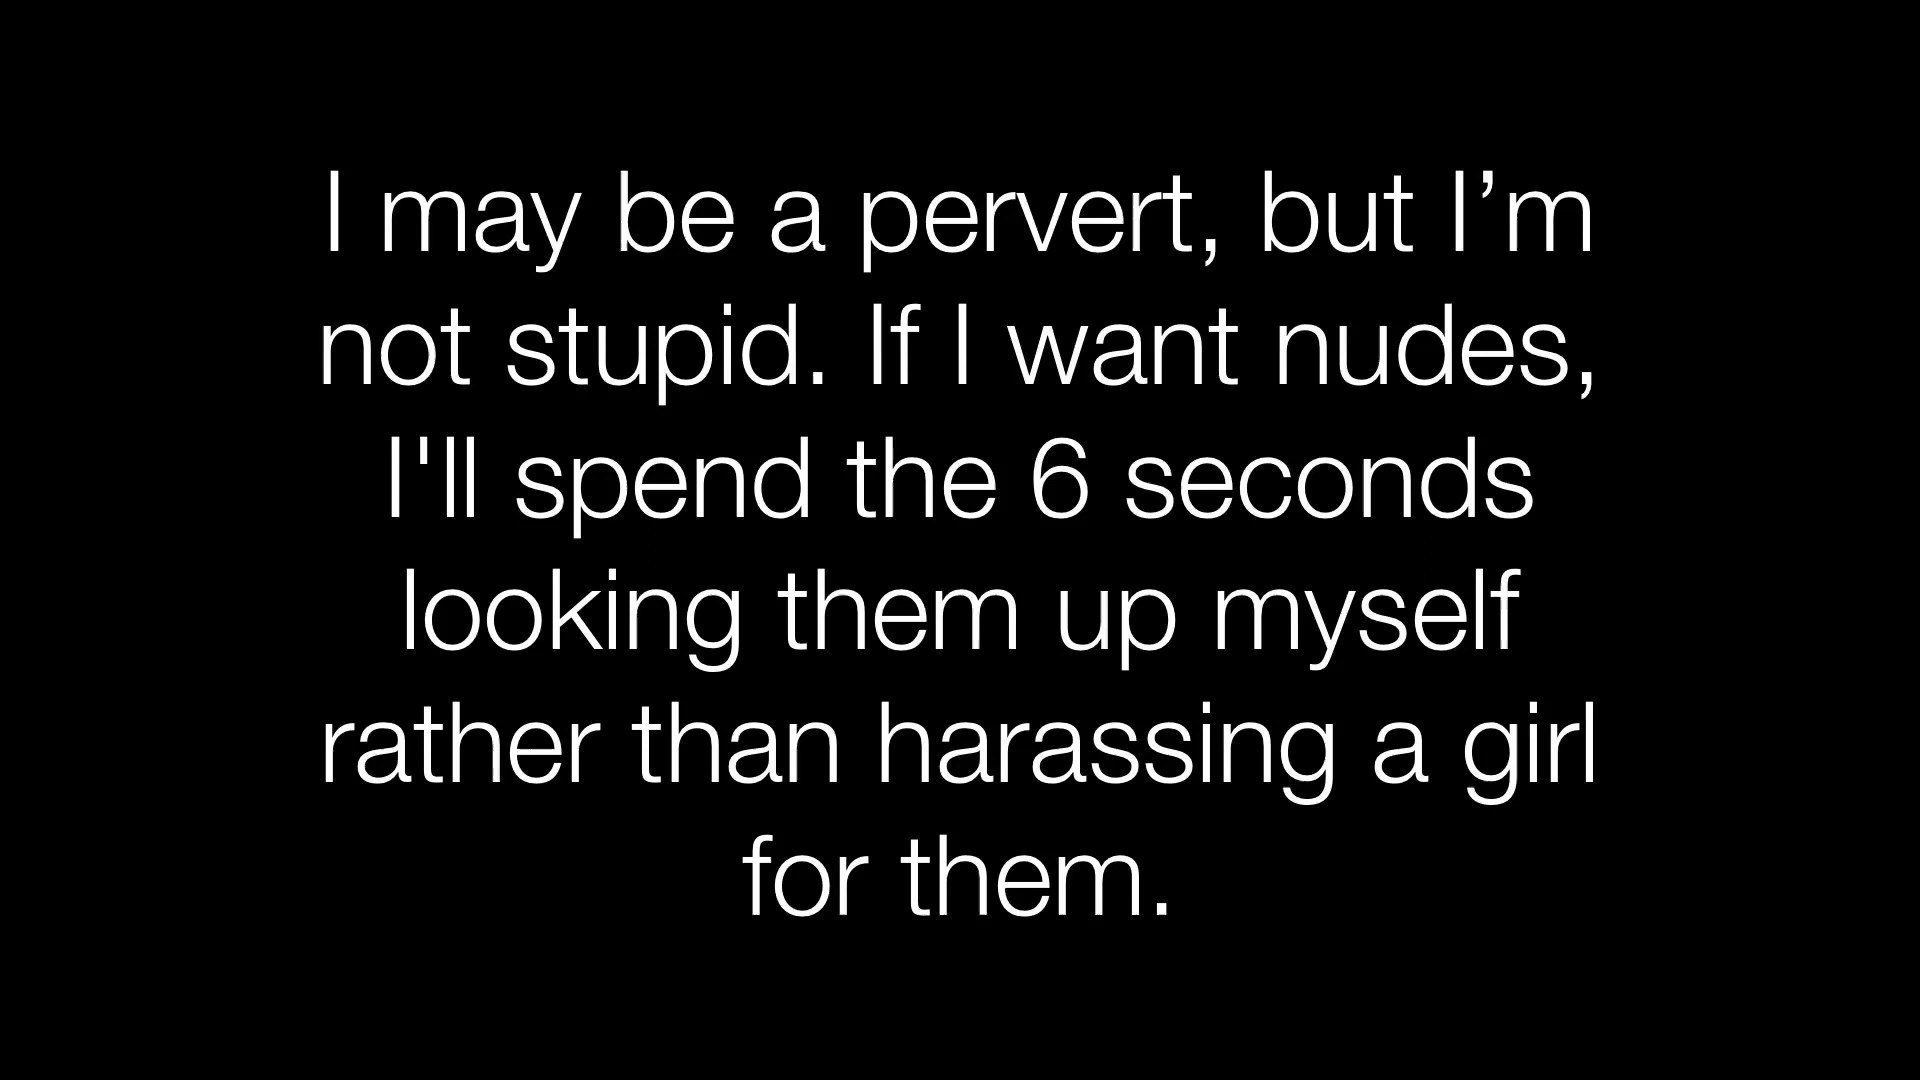 I may be a pervert, but I’m
not stupid. If I want nudes,
I'll spend the 6 seconds
looking them up myself
rather than harassing a girl
for them.